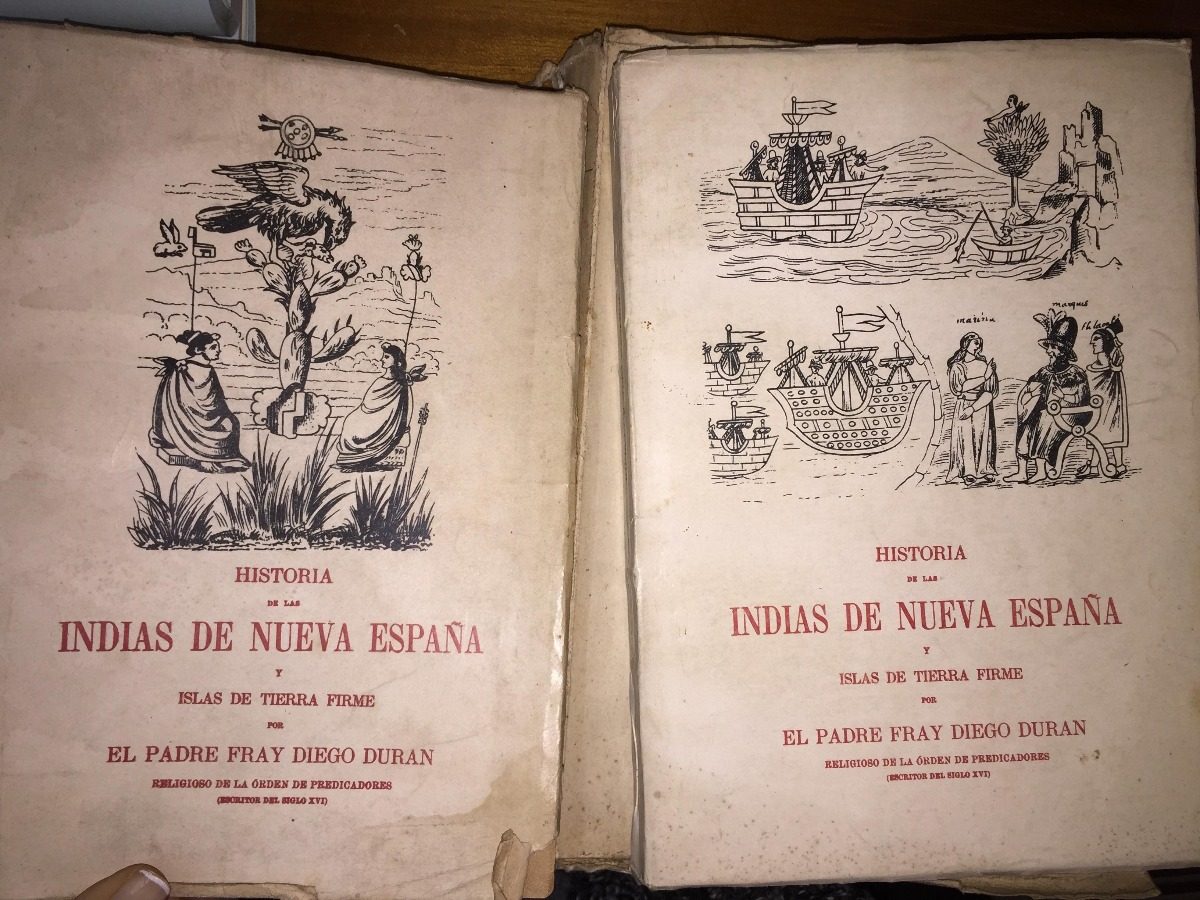 HISTORIA
DE LAS
INDIAS DE NUEVA ESPAÑA
Y
ISLAS DE TIERRA FIRME
POR
EL PADRE FRAY DIEGO DURAN
RELIGIOSO DE LA ÓRDEN DE PREDICADORES
(ESCRITOR DEL SIGLO XVI)
marques
HISTORIA
DE LAS
INDIAS DE NUEVA ESPAÑA
Y
ISLAS DE TIERRA FIRME
POR
EL PADRE FRAY DIEGO DURAN
RELIGIOSO DE LA ÓRDEN DE PREDICADORES
(ESCRITOR DEL SIGLO XVI)